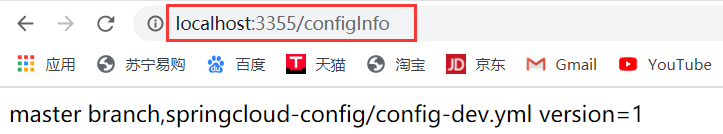 localhost:3355/configInfo
应用 苏宁易购 百度 天猫 淘宝 JD 京东 Gmail YouTube
master branch,springcloud-config/config-dev.yml version=1